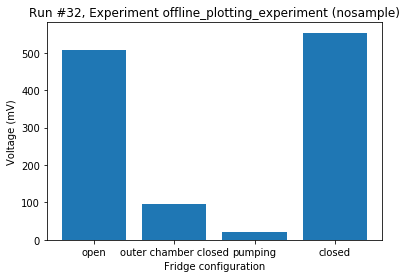 Run #32, Experiment offline_plotting_experiment (nosample)
Voltage (mV)
500
400
300
200
100
0
open outer chamber closed pumping closed
Fridge configuration